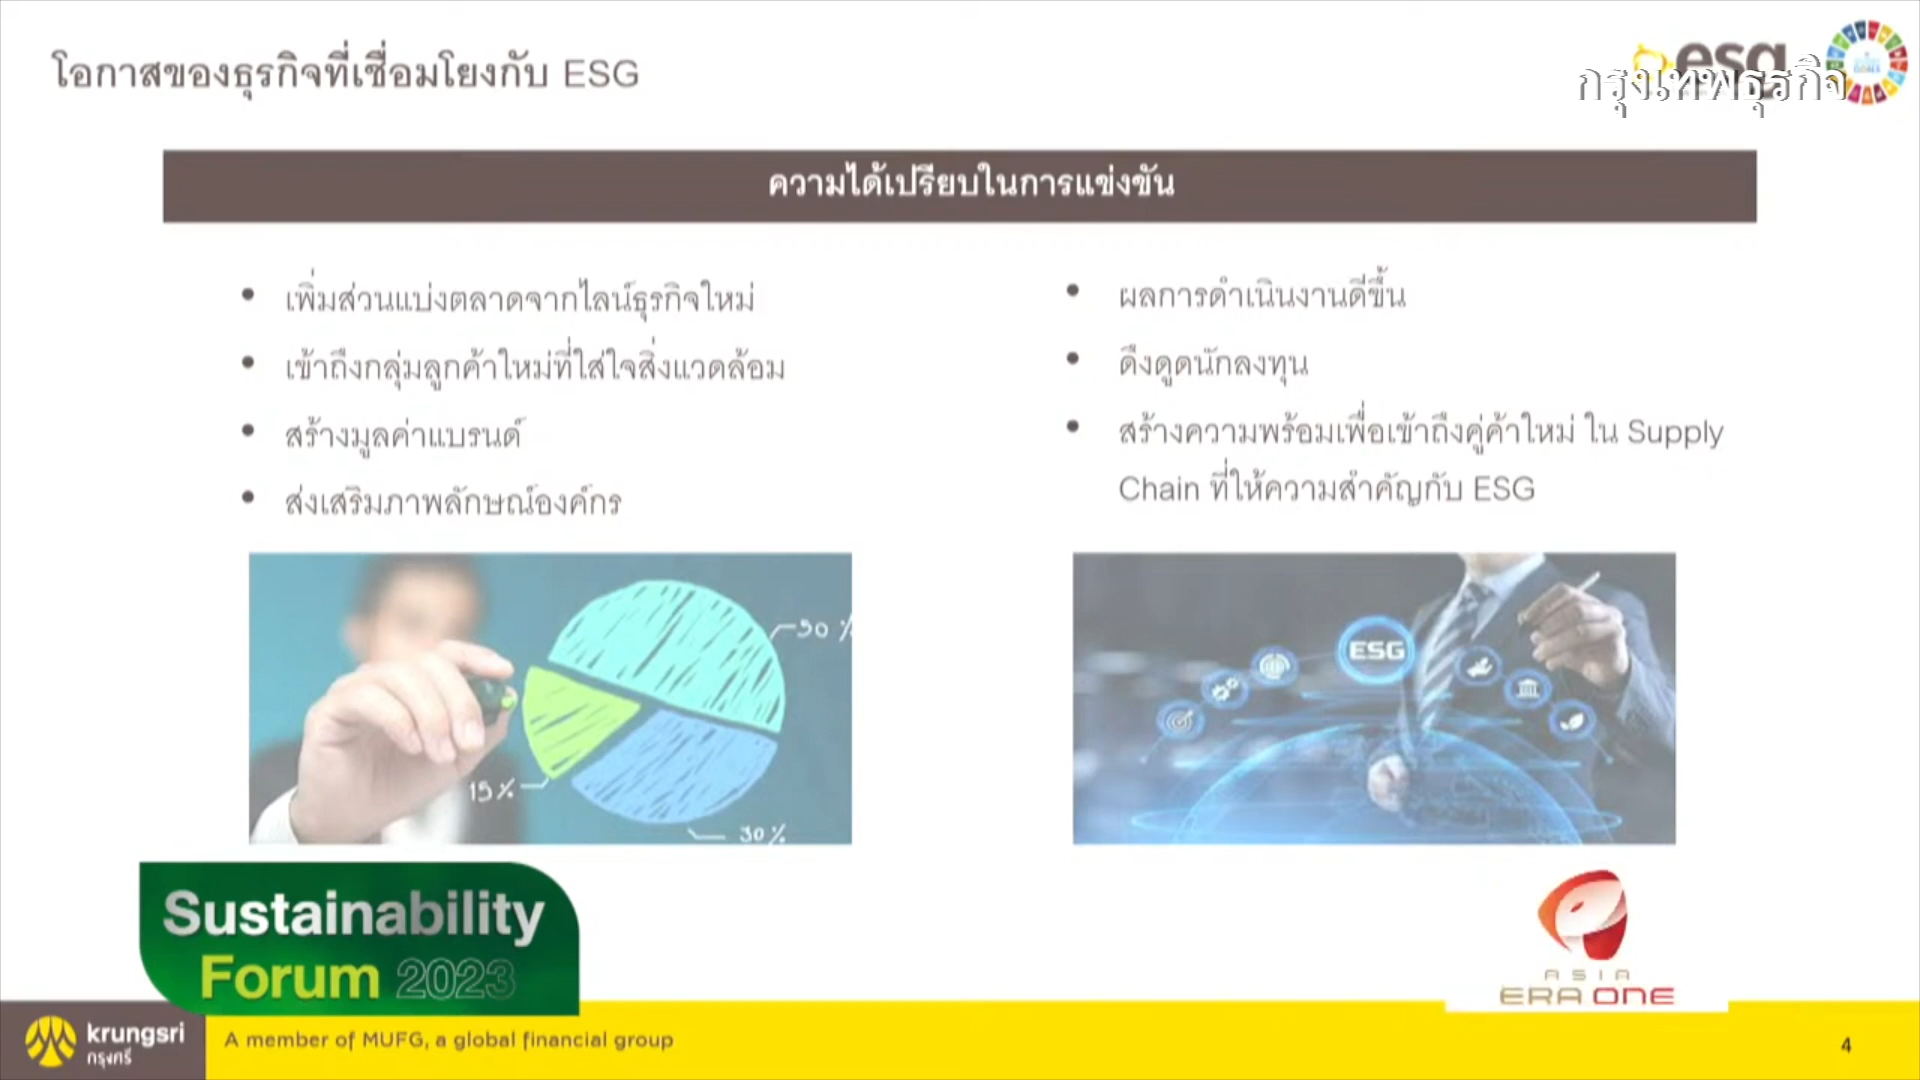 โอกาสของธุรกิจที่เชื่อมโยงกับ ESG
esg
กรุงเทพธุรกิจ
ความได้เปรียบในการแข่งขัน
• เพิ่มส่วนแบ่งตลาดจากไลน์ธุรกิจใหม่
• เข้าถึงกลุ่มลูกค้าใหม่ที่ใส่ใจสิ่งแวดล้อม
• สร้างมูลค่าแบรนด์
• ส่งเสริมภาพลักษณ์องค์กร
• ผลการดำเนินงานดีขึ้น
• ดึงดูดนักลงทุน
• สร้างความพร้อมเพื่อเข้าถึงคู่ค้าใหม่ ใน Supply
Chain ที่ให้ความสำคัญกับ ESG
50 %
15 %
30 %
ESG
Sustainability
Forum 2023
ASIA
ERA ONE
krungsri
กรุงศรี
A member of MUFG, a global financial group
4